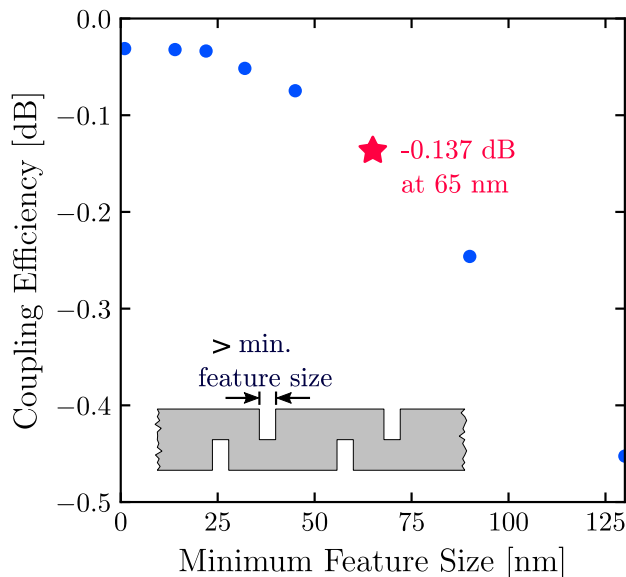 0.0
−0.1
−0.2
−0.3
−0.4
−0.5
Coupling Efficiency [dB]
-0.137 dB
at 65 nm
> min.
feature size
0
25
50
75
100
125
Minimum Feature Size [nm]